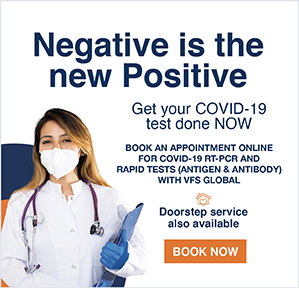 Negative is the
new Positive
Get your COVID-19
test done NOW
BOOK AN APPOINTMENT ONLINE
FOR COVID-19 RT-PCR AND
RAPID TESTS (ANTIGEN & ANTIBODY)
WITH VFS GLOBAL
Doorstep service
also available
BOOK NOW